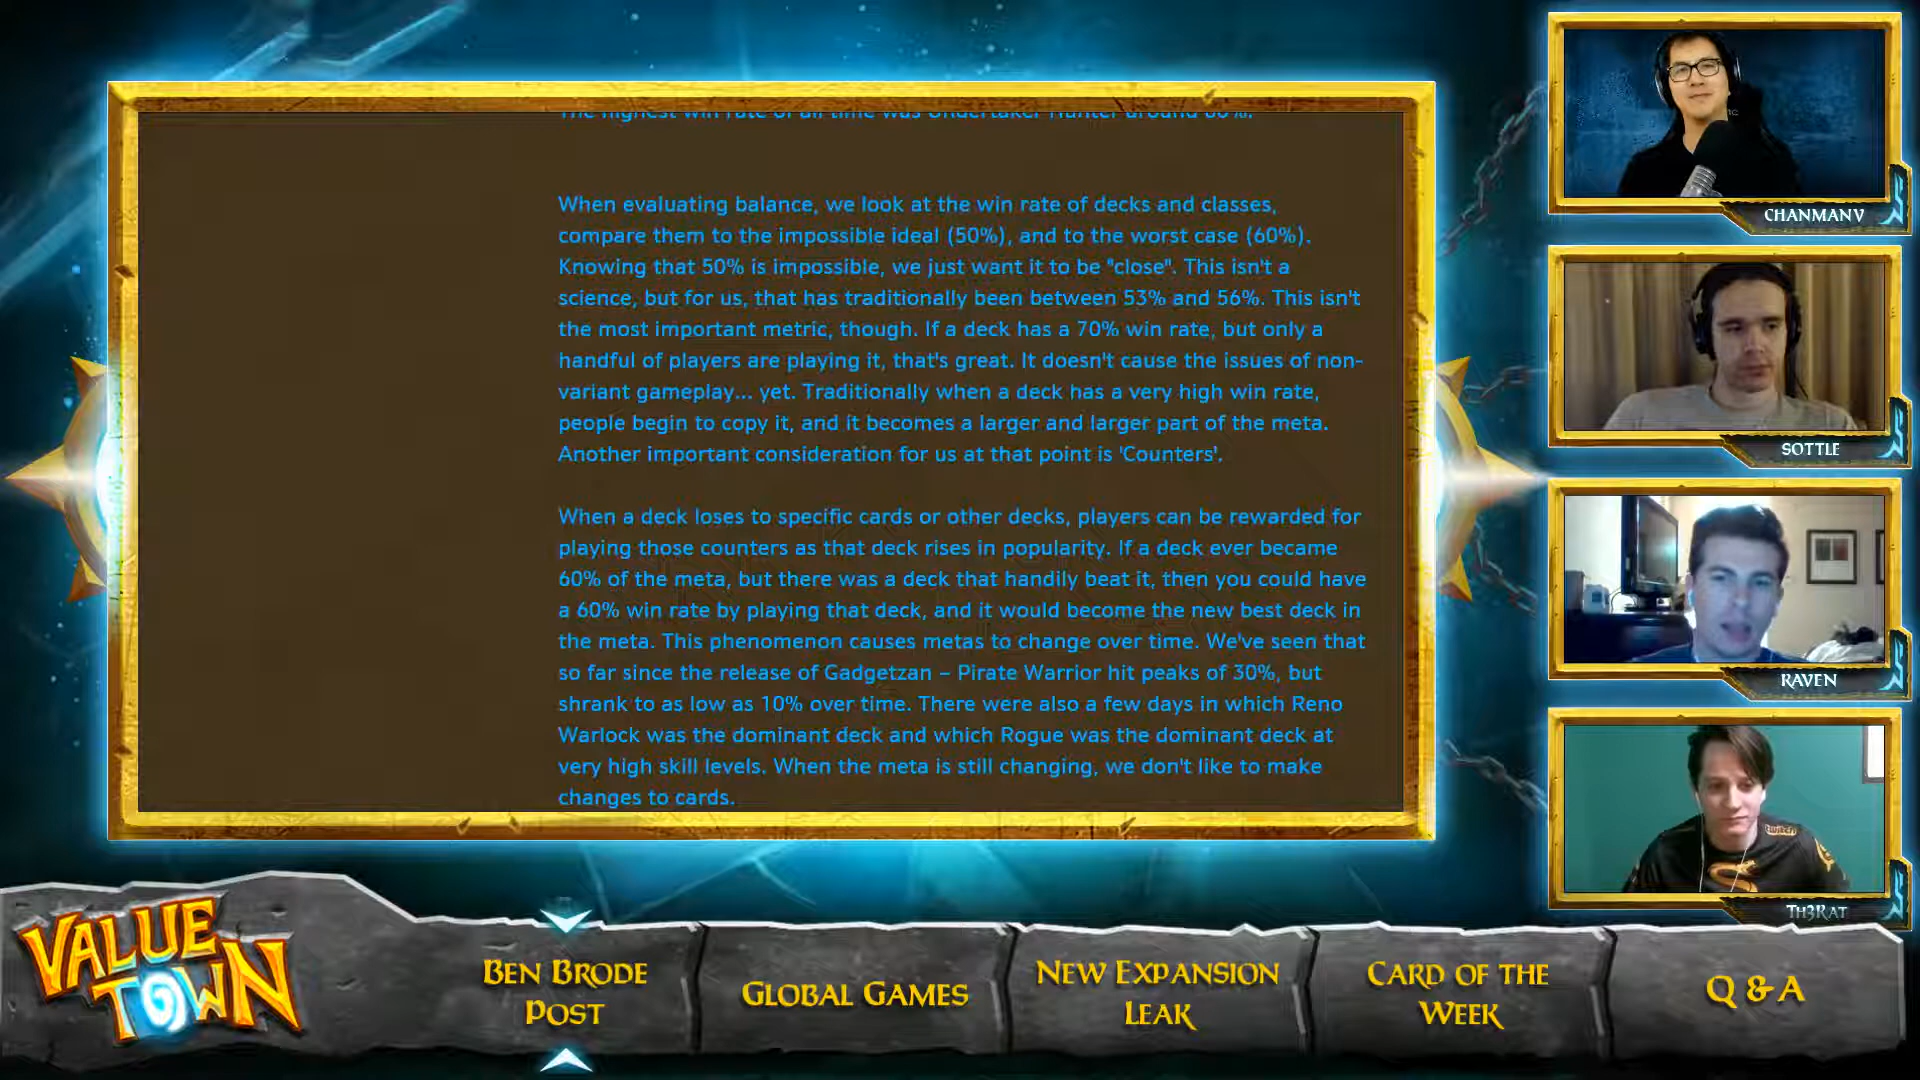 The highest win rate of all time was Undertaker Hunter around 60%.
When evaluating balance, we look at the win rate of decks and classes,
compare them to the impossible ideal (50%), and to the worst case (60%).
Knowing that 50% is impossible, we just want it to be "close". This isn't a
science, but for us, that has traditionally been between 53% and 56%. This isn't
the most important metric, though. If a deck has a 70% win rate, but only a
handful of players are playing it, that's great. It doesn't cause the issues of non-
variant gameplay... yet. Traditionally when a deck has a very high win rate,
people begin to copy it, and it becomes a larger and larger part of the meta.
Another important consideration for us at that point is 'Counters'.
When a deck loses to specific cards or other decks, players can be rewarded for
playing those counters as that deck rises in popularity. If a deck ever became
60% of the meta, but there was a deck that handily beat it, then you could have
a 60% win rate by playing that deck, and it would become the new best deck in
the meta. This phenomenon causes metas to change over time. We've seen that
so far since the release of Gadgetzan – Pirate Warrior hit peaks of 30%, but
shrank to as low as 10% over time. There were also a few days in which Reno
Warlock was the dominant deck and which Rogue was the dominant deck at
very high skill levels. When the meta is still changing, we don't like to make
changes to cards.
CHANMANV
SOTTLE
RAVEN
twitch
TH3RAT
VALUE
TOWN
BEN BRODE
POST
GLOBAL GAMES
NEW EXPANSION
LEAK
CARD OF THE
WEEK
Q & A